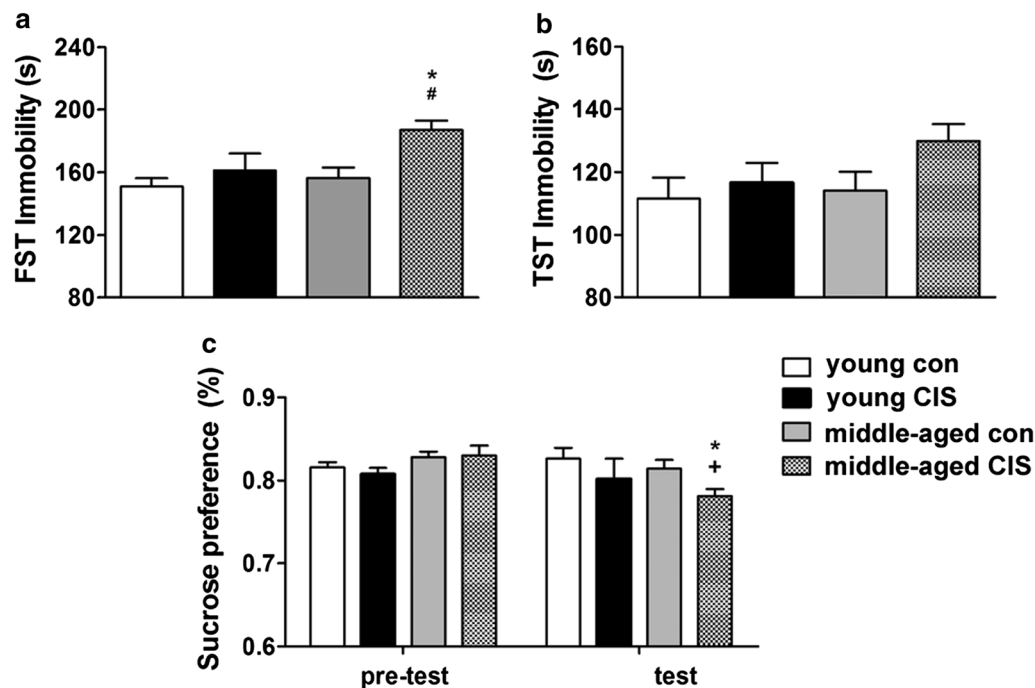 a
FST Immobility (s)
240
200
160
120
80
*
#
b
TST Immobility (s)
160
140
120
100
80
c
Sucrose preference (%)
0.9
0.8
0.7
0.6
*
+
pre-test
test
young con
young CIS
middle-aged con
middle-aged CIS